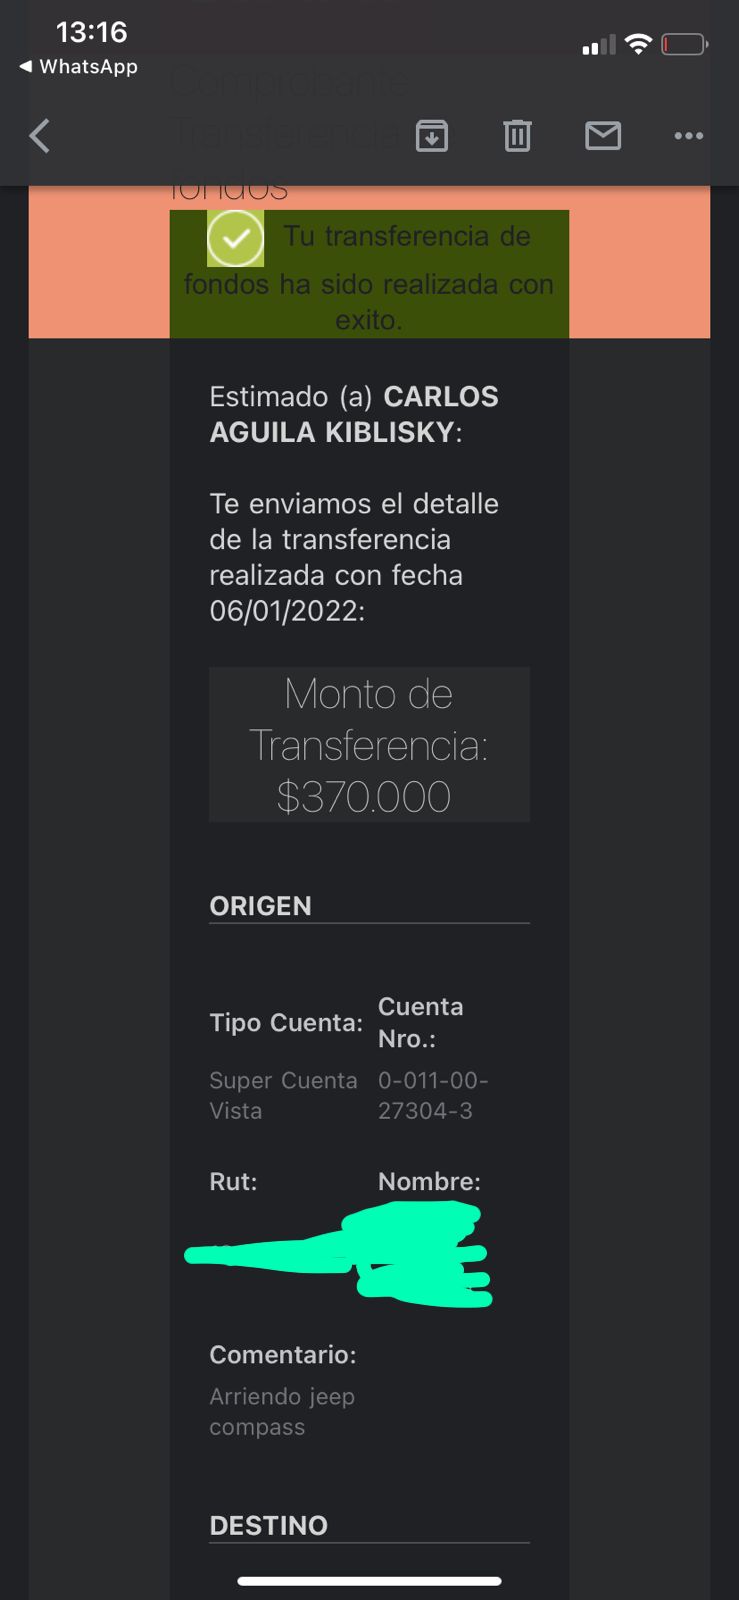 13:16
WhatsApp
Comprobante
Transferencia de
fondos
Tu transferencia de
fondos ha sido realizada con
exito.
Estimado (a) CARLOS
AGUILA KIBLISKY:
Te enviamos el detalle
de la transferencia
realizada con fecha
06/01/2022:
Monto de
Transferencia:
$370.000
ORIGEN
Tipo Cuenta:
Cuenta
Nro.:
Super Cuenta
Vista
0-011-00-
27304-3
Rut:
Nombre:
Comentario:
Arriendo jeep
compass
DESTINO